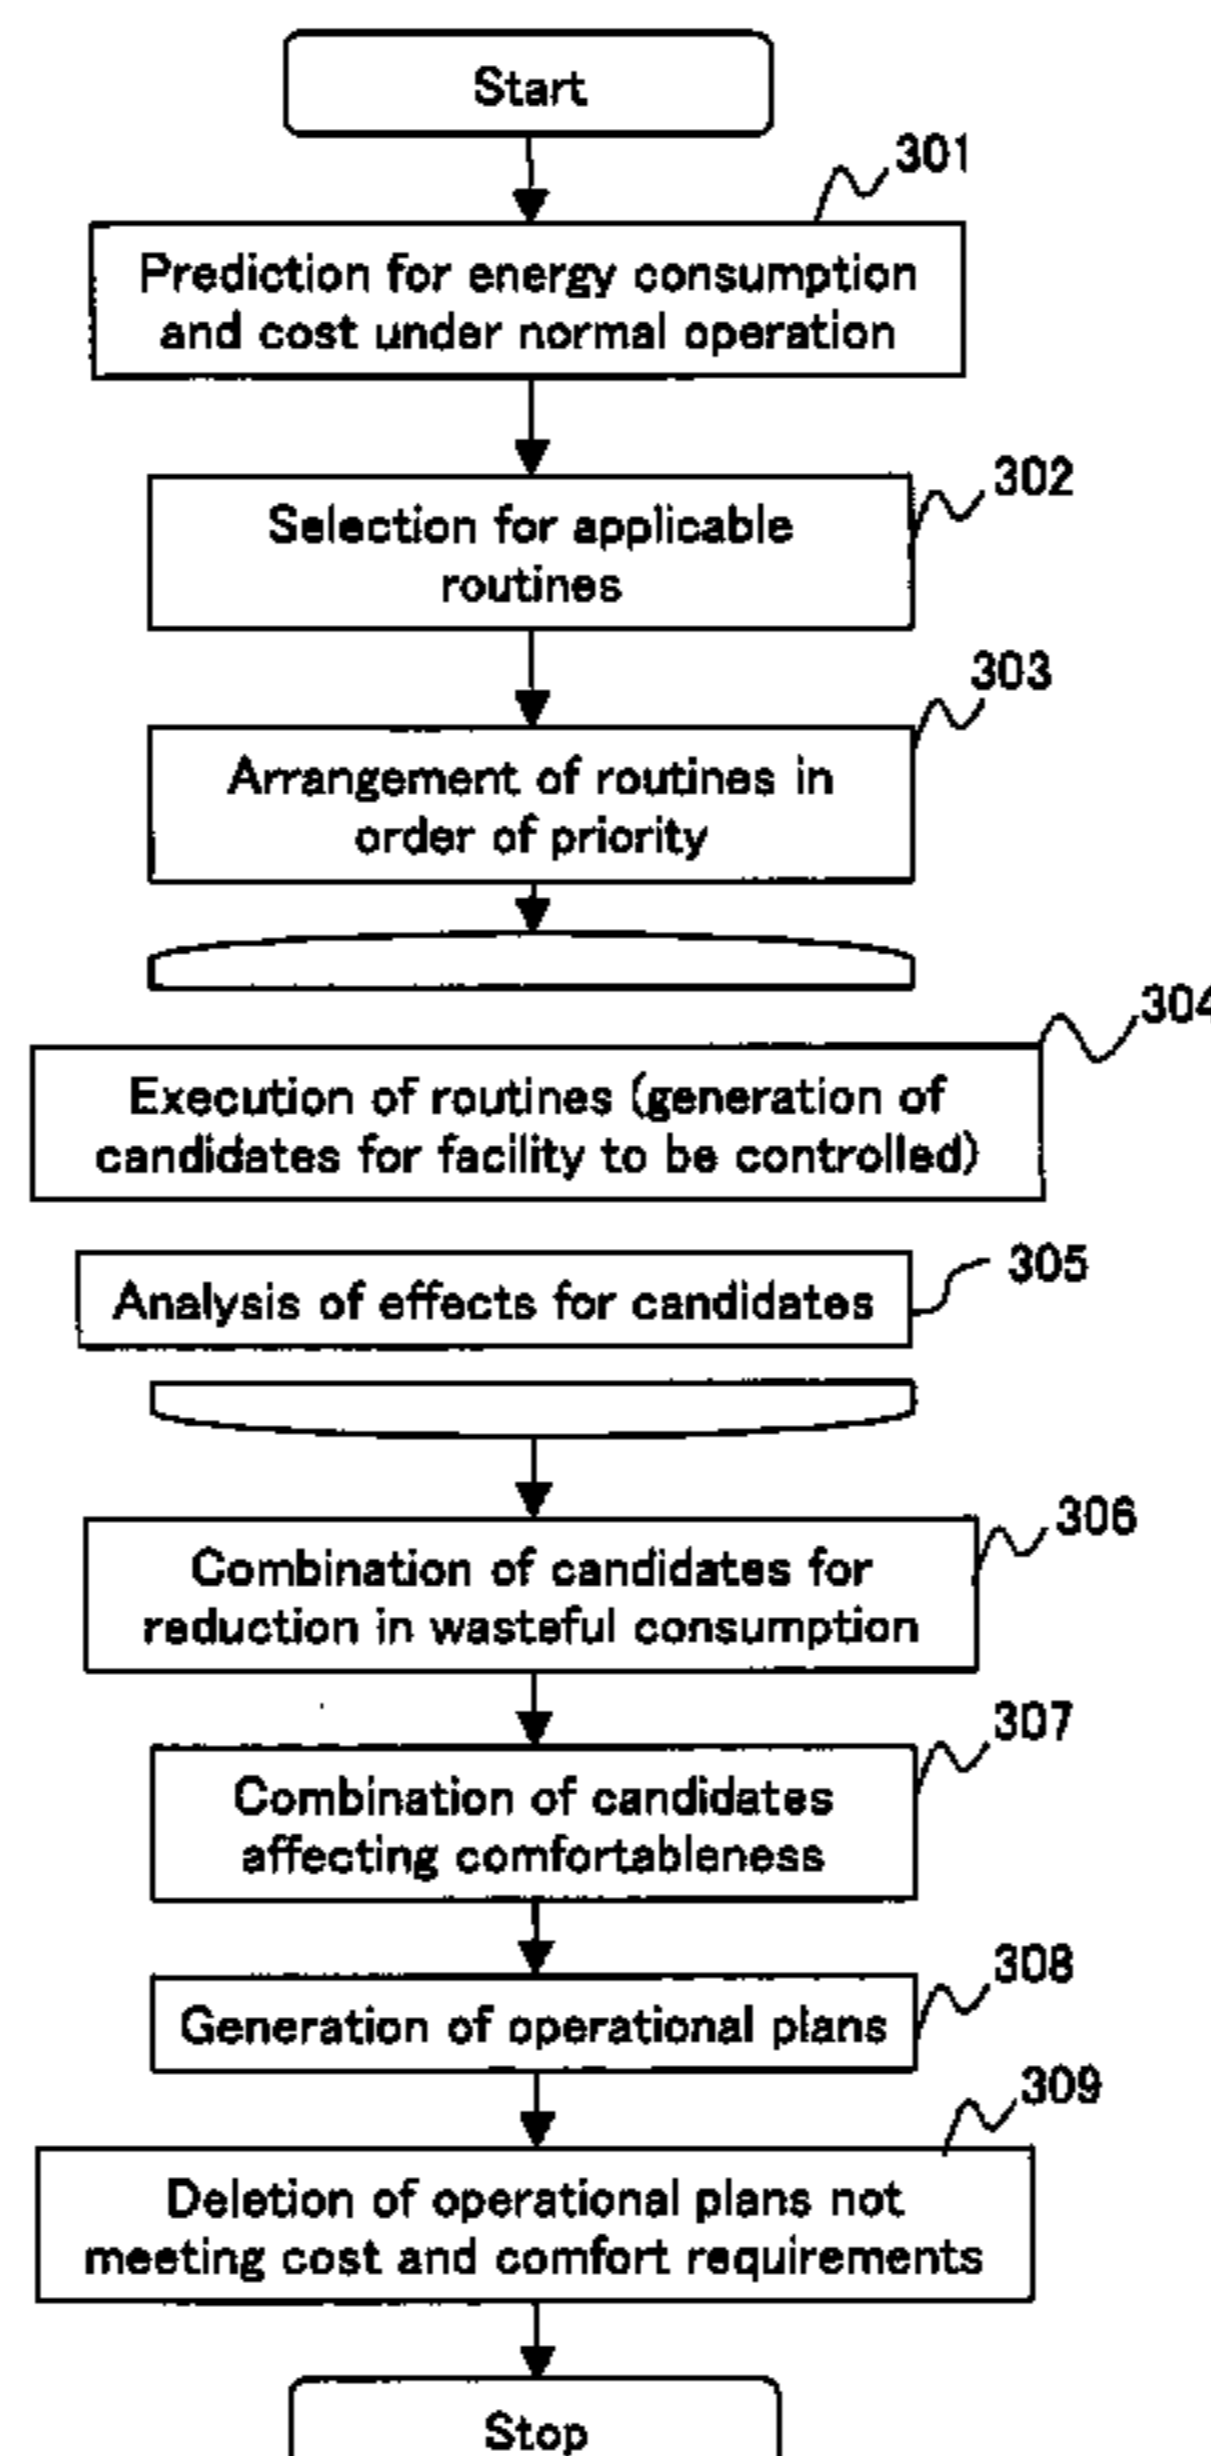 Start
301
Prediction for energy consumption
and cost under normal operation
302
Selection for applicable
routines
303
Arrangement of routines in
order of priority
304
Execution of routines (generation of
candidates for facility to be controlled)
305
Analysis of effects for candidates
306
Combination of candidates for
reduction in wasteful consumption
307
Combination of candidates
affecting comfortableness
308
Generation of operational plans
309
Deletion of operational plans not
meeting cost and comfort requirements
Stop